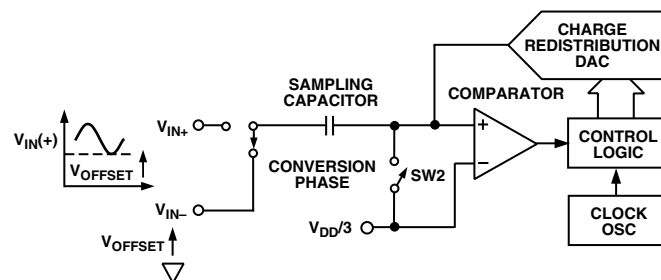 CHARGE
REDISTRIBUTION
DAC
SAMPLING
CAPACITOR
COMPARATOR
VIN(+)
VOFFSET
VIN+
CONVERSION
PHASE
SW2
+
−
CONTROL
LOGIC
VIN–
VDD/3
CLOCK
OSC
VOFFSET